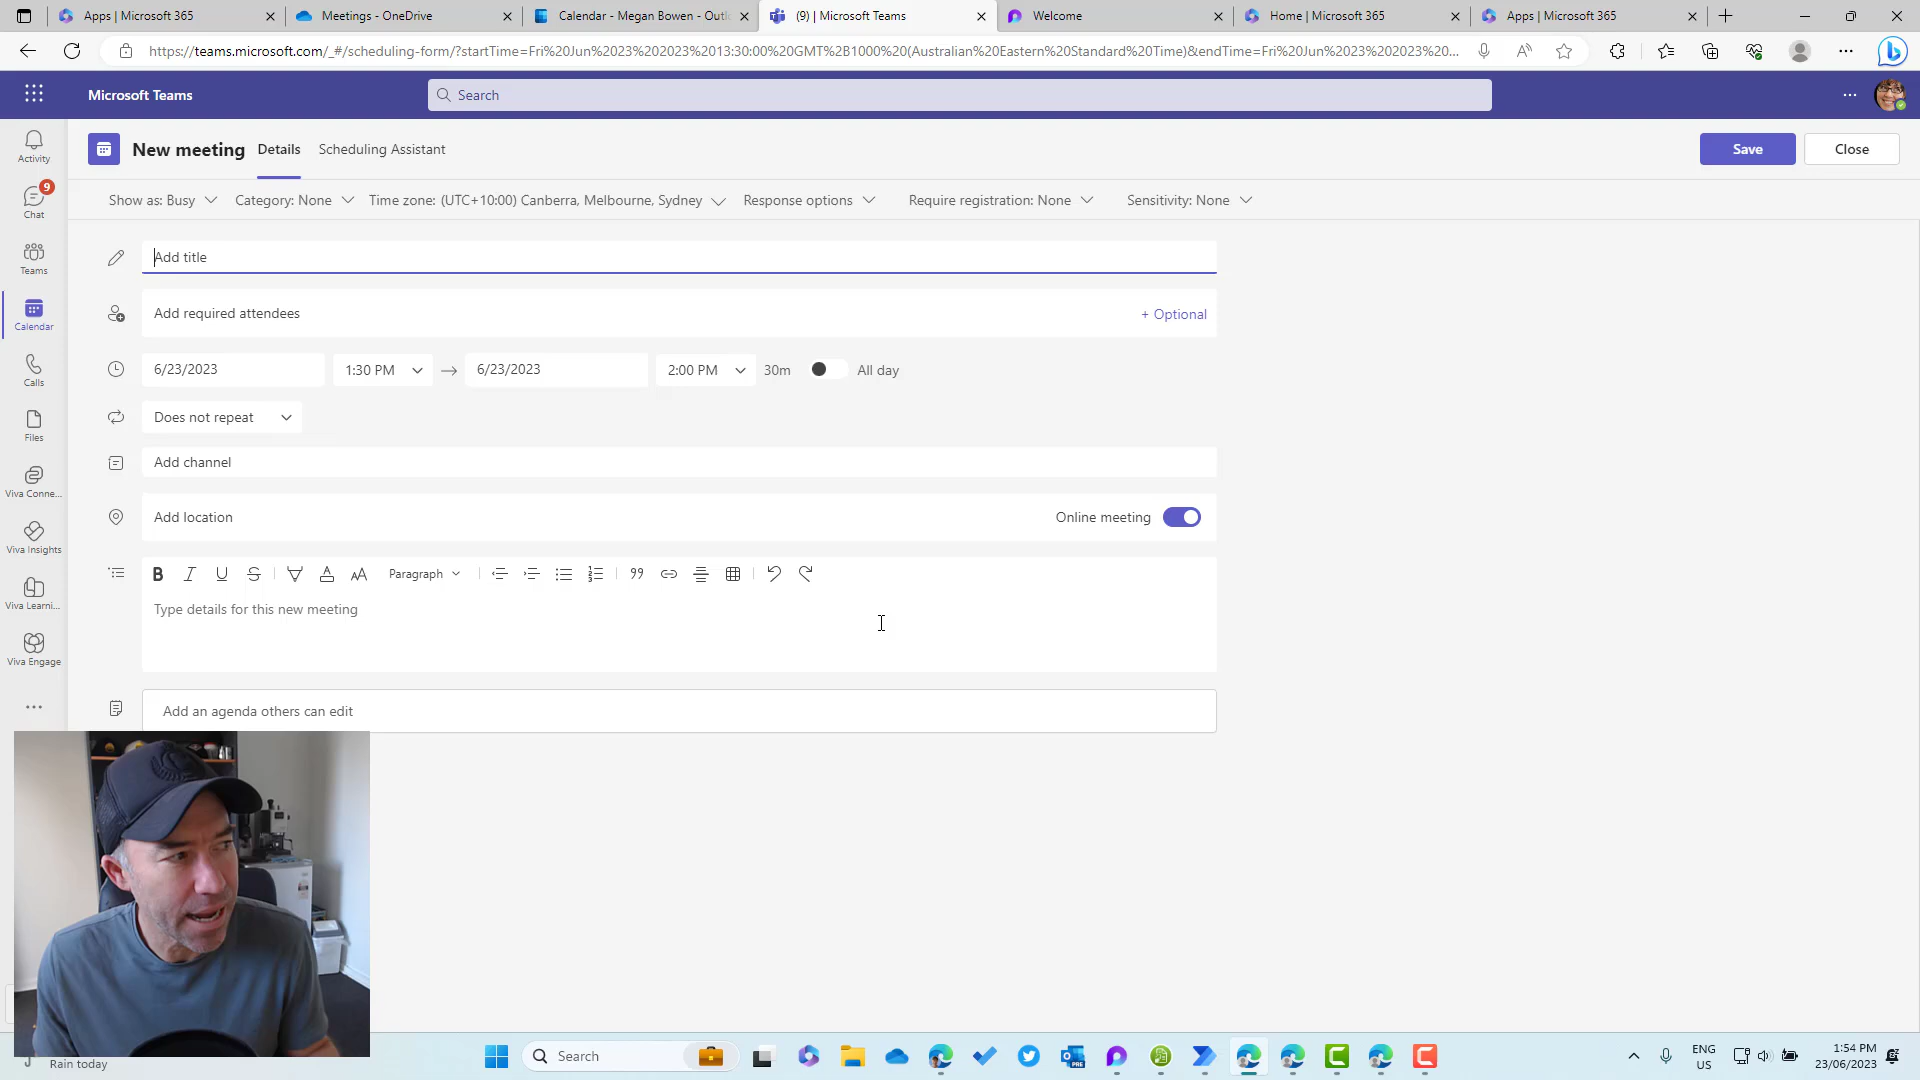 Apps | Microsoft 365
Meetings - OneDrive
Calendar - Megan Bowen - Outl
(9) | Microsoft Teams
Welcome
Home | Microsoft 365
Apps | Microsoft 365
https://teams.microsoft.com/_#/scheduling-form/?startTime=Fri%20Jun%2023%202023%2013:30:00%20GMT%2B1000%20(Australian%20Eastern%20Standard%20Time)&endTime=Fri%20Jun%2023%202023%20...
Microsoft Teams
Search
Activity
9
Chat
Teams
Calendar
Calls
Files
Viva Conne...
Viva Insights
Viva Learni...
Viva Engage
New meeting
Details
Scheduling Assistant
Save
Close
Show as: Busy
Category: None
Time zone: (UTC+10:00) Canberra, Melbourne, Sydney
Response options
Require registration: None
Sensitivity: None
Add title
Add required attendees
+ Optional
6/23/2023
1:30 PM
6/23/2023
2:00 PM
30m
All day
Does not repeat
Add channel
Add location
Online meeting
Paragraph
Type details for this new meeting
Add an agenda others can edit
Rain today
Search
ENG
US
1:54 PM
23/06/2023